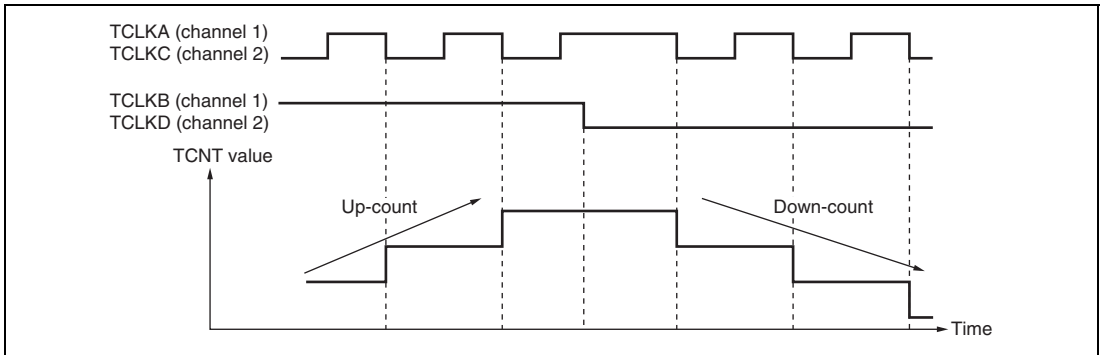 TCLKA (channel 1)
TCLKC (channel 2)
TCLKB (channel 1)
TCLKD (channel 2)
TCNT value
Up-count
Down-count
Time